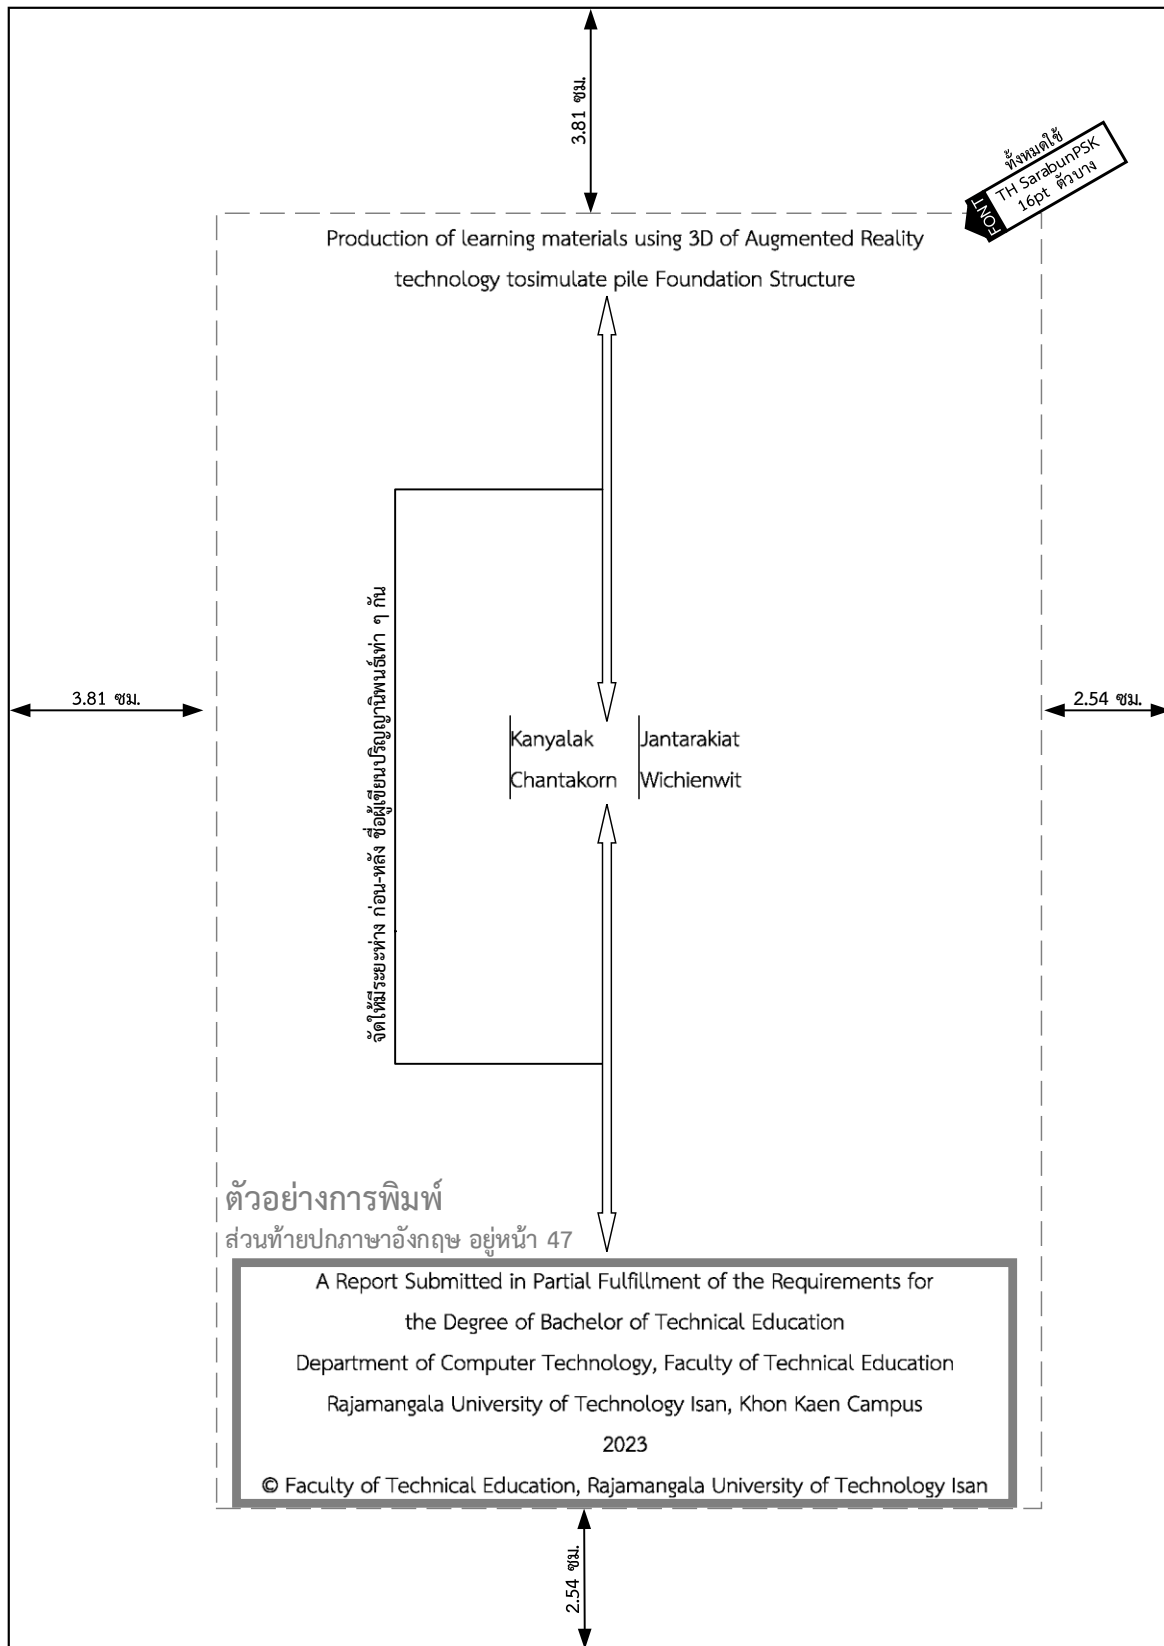 3.81 ซม.
ทั้งหมดใช้
FONT
TH SarabunPSK
16pt ตัวบาง
Production of learning materials using 3D of Augmented Reality
technology tosimulate pile Foundation Structure
จัดให้มีระยะห่าง ก่อน-หลัง ชื่อผู้เขียนปริญญานิพนธ์เท่า ๆ กัน
3.81 ซม.
2.54 ซม.
Kanyalak Jantarakiat
Chantakorn Wichienwit
ตัวอย่างการพิมพ์
ส่วนท้ายปกภาษาอังกฤษ อยู่หน้า 47
A Report Submitted in Partial Fulfillment of the Requirements for
the Degree of Bachelor of Technical Education
Department of Computer Technology, Faculty of Technical Education
Rajamangala University of Technology Isan, Khon Kaen Campus
2023
© Faculty of Technical Education, Rajamangala University of Technology Isan
2.54 ซม.